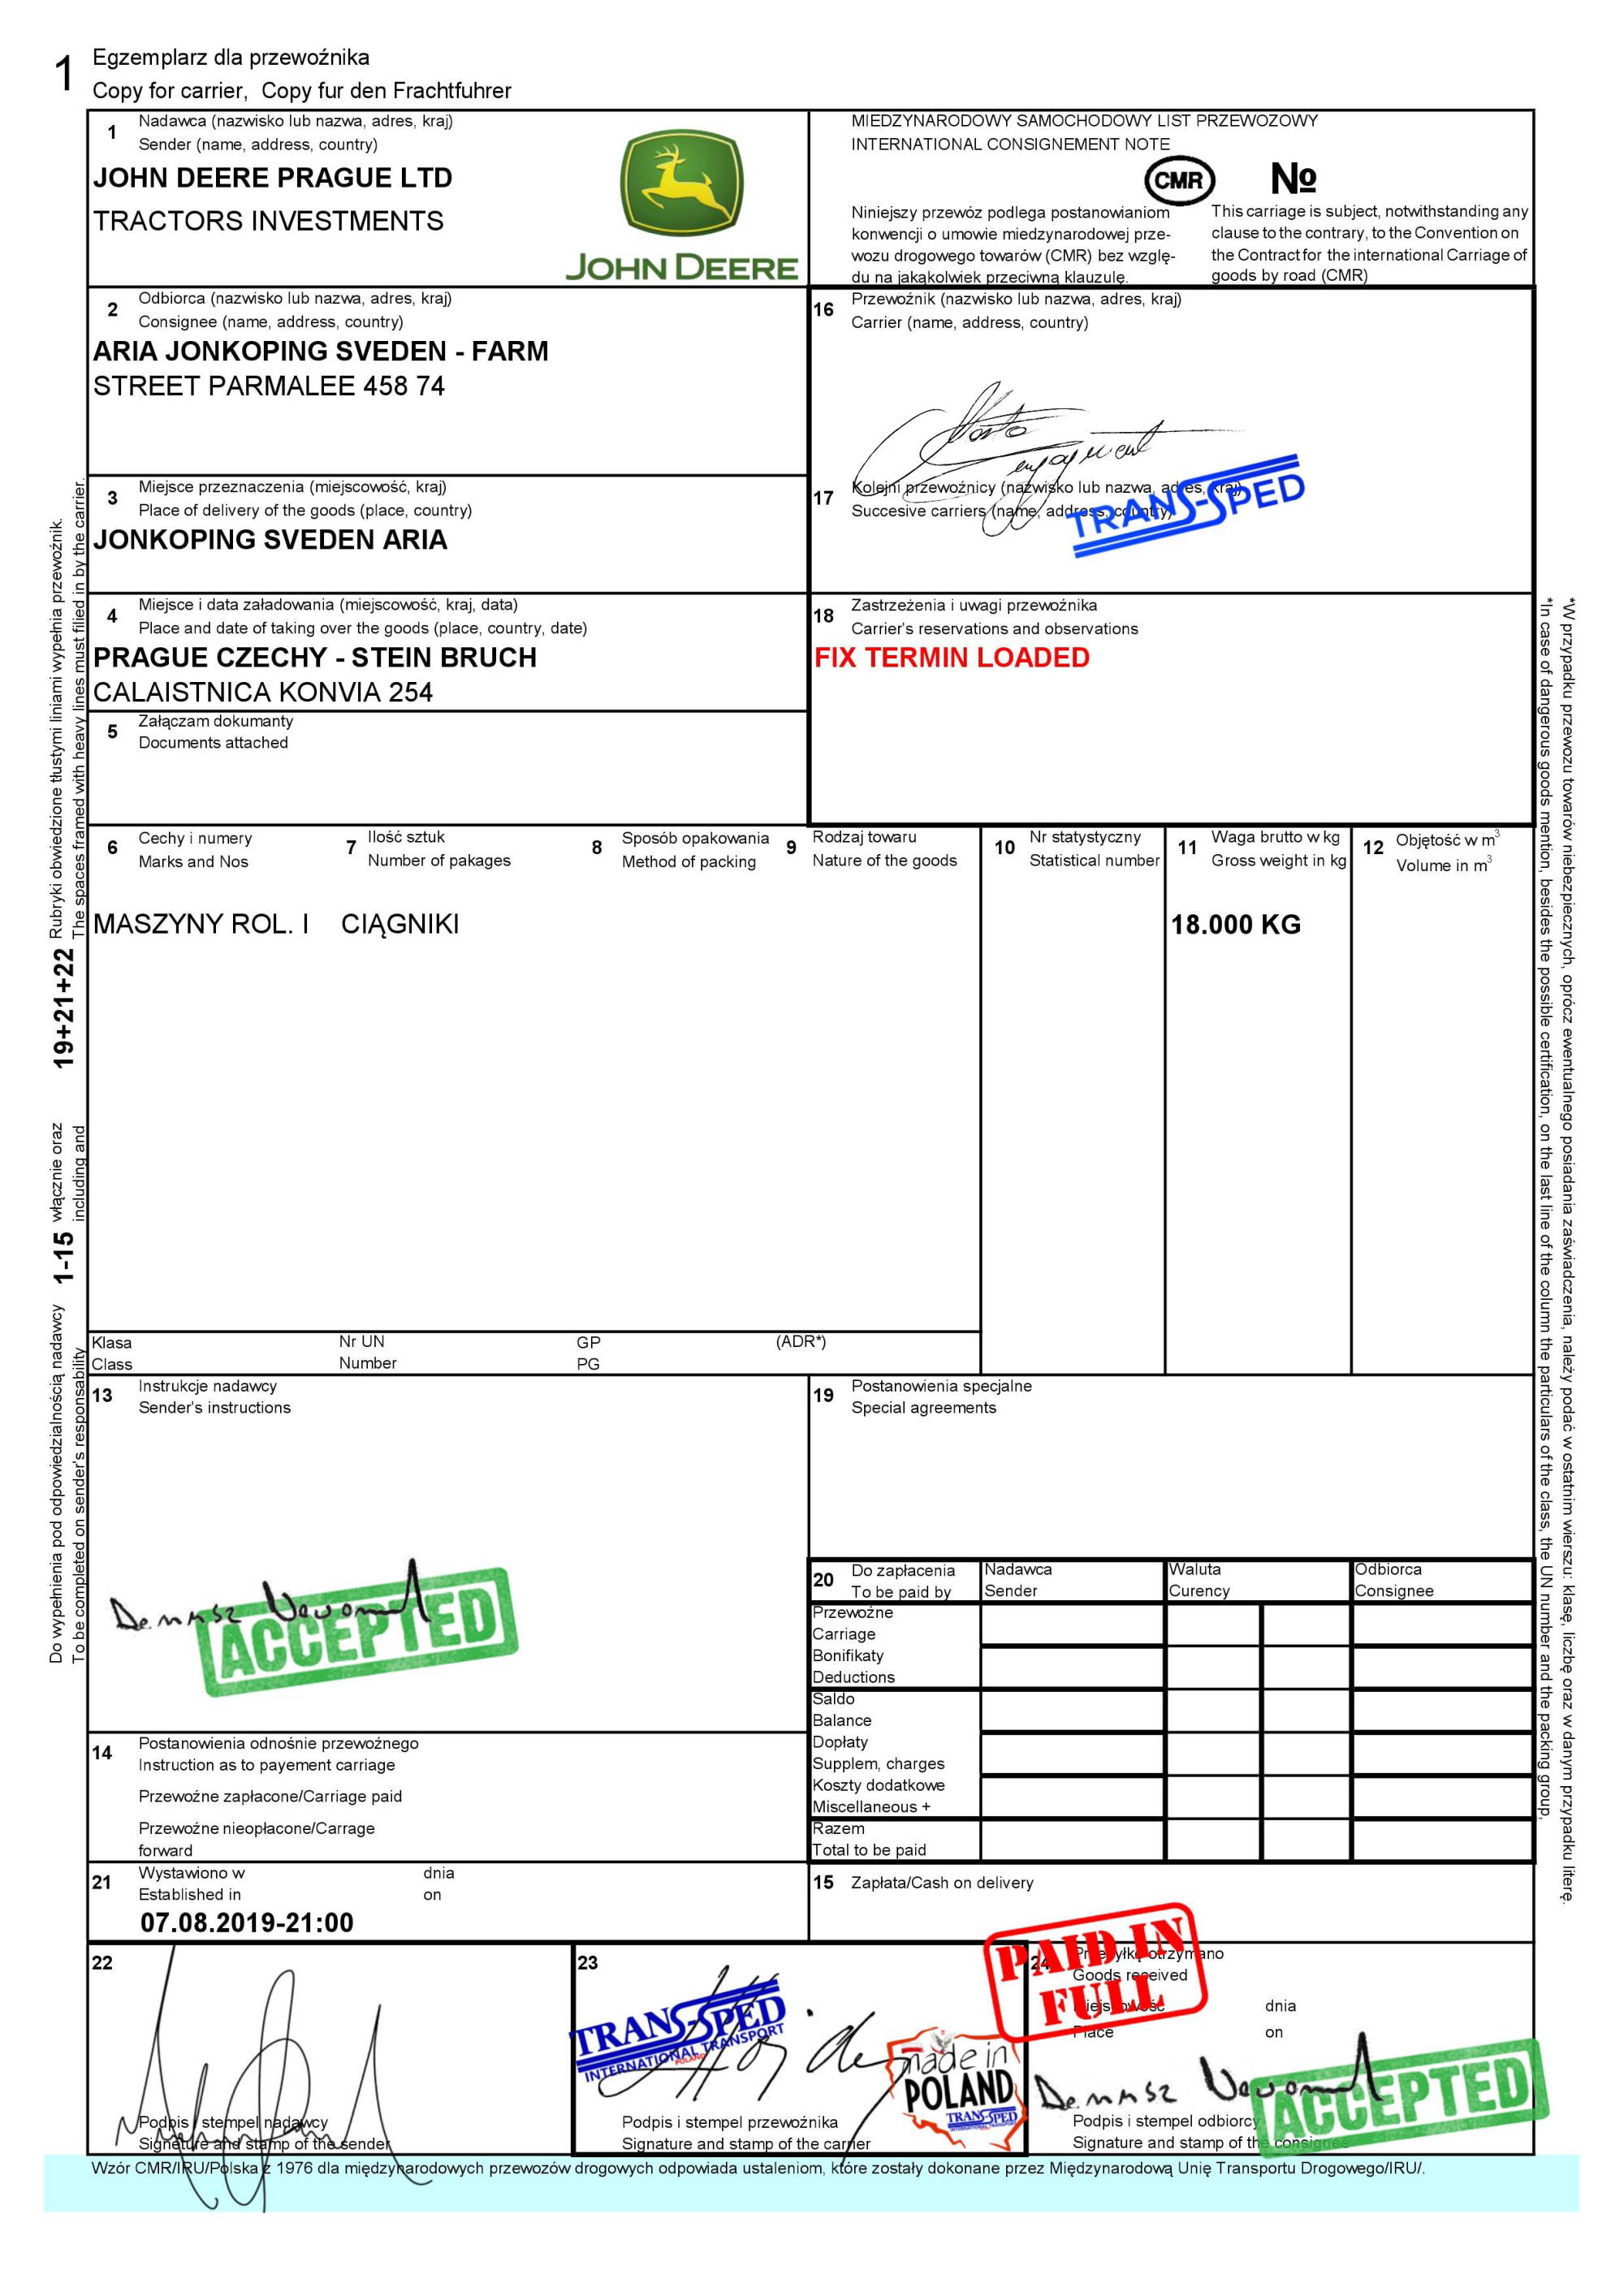 1
Egzemplarz dla przewoźnika
Copy for carrier, Copy fur den Frachtfuhrer
1 Nadawca (nazwisko lub nazwa, adres, kraj)
Sender (name, address, country)
JOHN DEERE PRAGUE LTD
TRACTORS INVESTMENTS
JOHN DEERE
MIEDZYNARODOWY SAMOCHODOWY LIST PRZEWOZOWY
INTERNATIONAL CONSIGNEMENT NOTE
CMR
№
Niniejszy przewóz podlega postanowianiom
konwencji o umowie miedzynarodowej prze-
wozu drogowego towarów (CMR) bez wzglę-
du na jakąkolwiek przeciwną klauzulę.
This carriage is subject, notwithstanding any
clause to the contrary, to the Convention on
the Contract for the international Carriage of
goods by road (CMR)
2 Odbiorca (nazwisko lub nazwa, adres, kraj)
Consignee (name, address, country)
ARIA JONKOPING SVEDEN - FARM
STREET PARMALEE 458 74
16 Przewoźnik (nazwisko lub nazwa, adres, kraj)
Carrier (name, address, country)
3 Miejsce przeznaczenia (miejscowość, kraj)
Place of delivery of the goods (place, country)
JONKOPING SVEDEN ARIA
17 Kolejni przewoźnicy (nazwisko lub nazwa, adres, kraj)
Succesive carriers (name, address, country)
TRANS-SPED
4 Miejsce i data załadowania (miejscowość, kraj, data)
Place and date of taking over the goods (place, country, date)
PRAGUE CZECHY - STEIN BRUCH
CALAISTNICA KONVIA 254
18 Zastrzeżenia i uwagi przewoźnika
Carrier's reservations and observations
FIX TERMIN LOADED
5 Załączam dokumanty
Documents attached
6 Cechy i numery
Marks and Nos
7 Ilość sztuk
Number of pakages
8 Sposób opakowania
Method of packing
9 Rodzaj towaru
Nature of the goods
10 Nr statystyczny
Statistical number
11 Waga brutto w kg
Gross weight in kg
12 Objętość w m3
Volume in m3
MASZYNY ROL. I CIĄGNIKI
18.000 KG
Klasa Nr UN GP (ADR*)
Class Number PG
13 Instrukcje nadawcy
Sender's instructions
ACCEPTED
19 Postanowienia specjalne
Special agreements
20 Do zapłacenia
To be paid by
Nadawca
Sender
Waluta
Curency
Odbiorca
Consignee
Przewoźne
Carriage
Bonifikaty
Deductions
Saldo
Balance
Dopłaty
Supplem, charges
Koszty dodatkowe
Miscellaneous +
Razem
Total to be paid
14 Postanowienia odnośnie przewoźnego
Instruction as to payement carriage
Przewoźne zapłacone/Carriage paid
Przewoźne nieopłacone/Carrage
forward
21 Wystawiono w dnia
Established in on
07.08.2019-21:00
15 Zapłata/Cash on delivery
PAID IN
FULL
22
Podpis i stempel nadawcy
Signeture and stamp of the sender
23
TRANS-SPED
INTERNATIONAL TRANSPORT
POLAND
made in
POLAND
TRANS-SPED
Podpis i stempel przewoźnika
Signature and stamp of the carrier
24 Przesyłkę otrzymano
Goods received
Miejscowość dnia
Place on
ACCEPTED
Podpis i stempel odbiorcy
Signature and stamp of the consignee
Wzór CMR/IRU/Polska z 1976 dla międzynarodowych przewozów drogowych odpowiada ustaleniom, które zostały dokonane przez Międzynarodową Unię Transportu Drogowego/IRU/.
Do wypełnienia pod odpowiedzialnością nadawcy 1-15 włącznie oraz 19+21+22 Rubryki obwiedzione tłustymi liniami wypełnia przewoźnik.
To be completed on sender's responsability including and The spaces framed with heavy lines must filled in by the carrier.
*W przypadku przewozu towarów niebezpiecznych, oprócz ewentualnego posiadania zaświadczenia, należy podać w ostatnim wierszu: klasę, liczbę oraz w danym przypadku literę.
*In case of dangerous goods mention, besides the possible certification, on the last line of the column the particulars of the class, the UN number and the packing group,